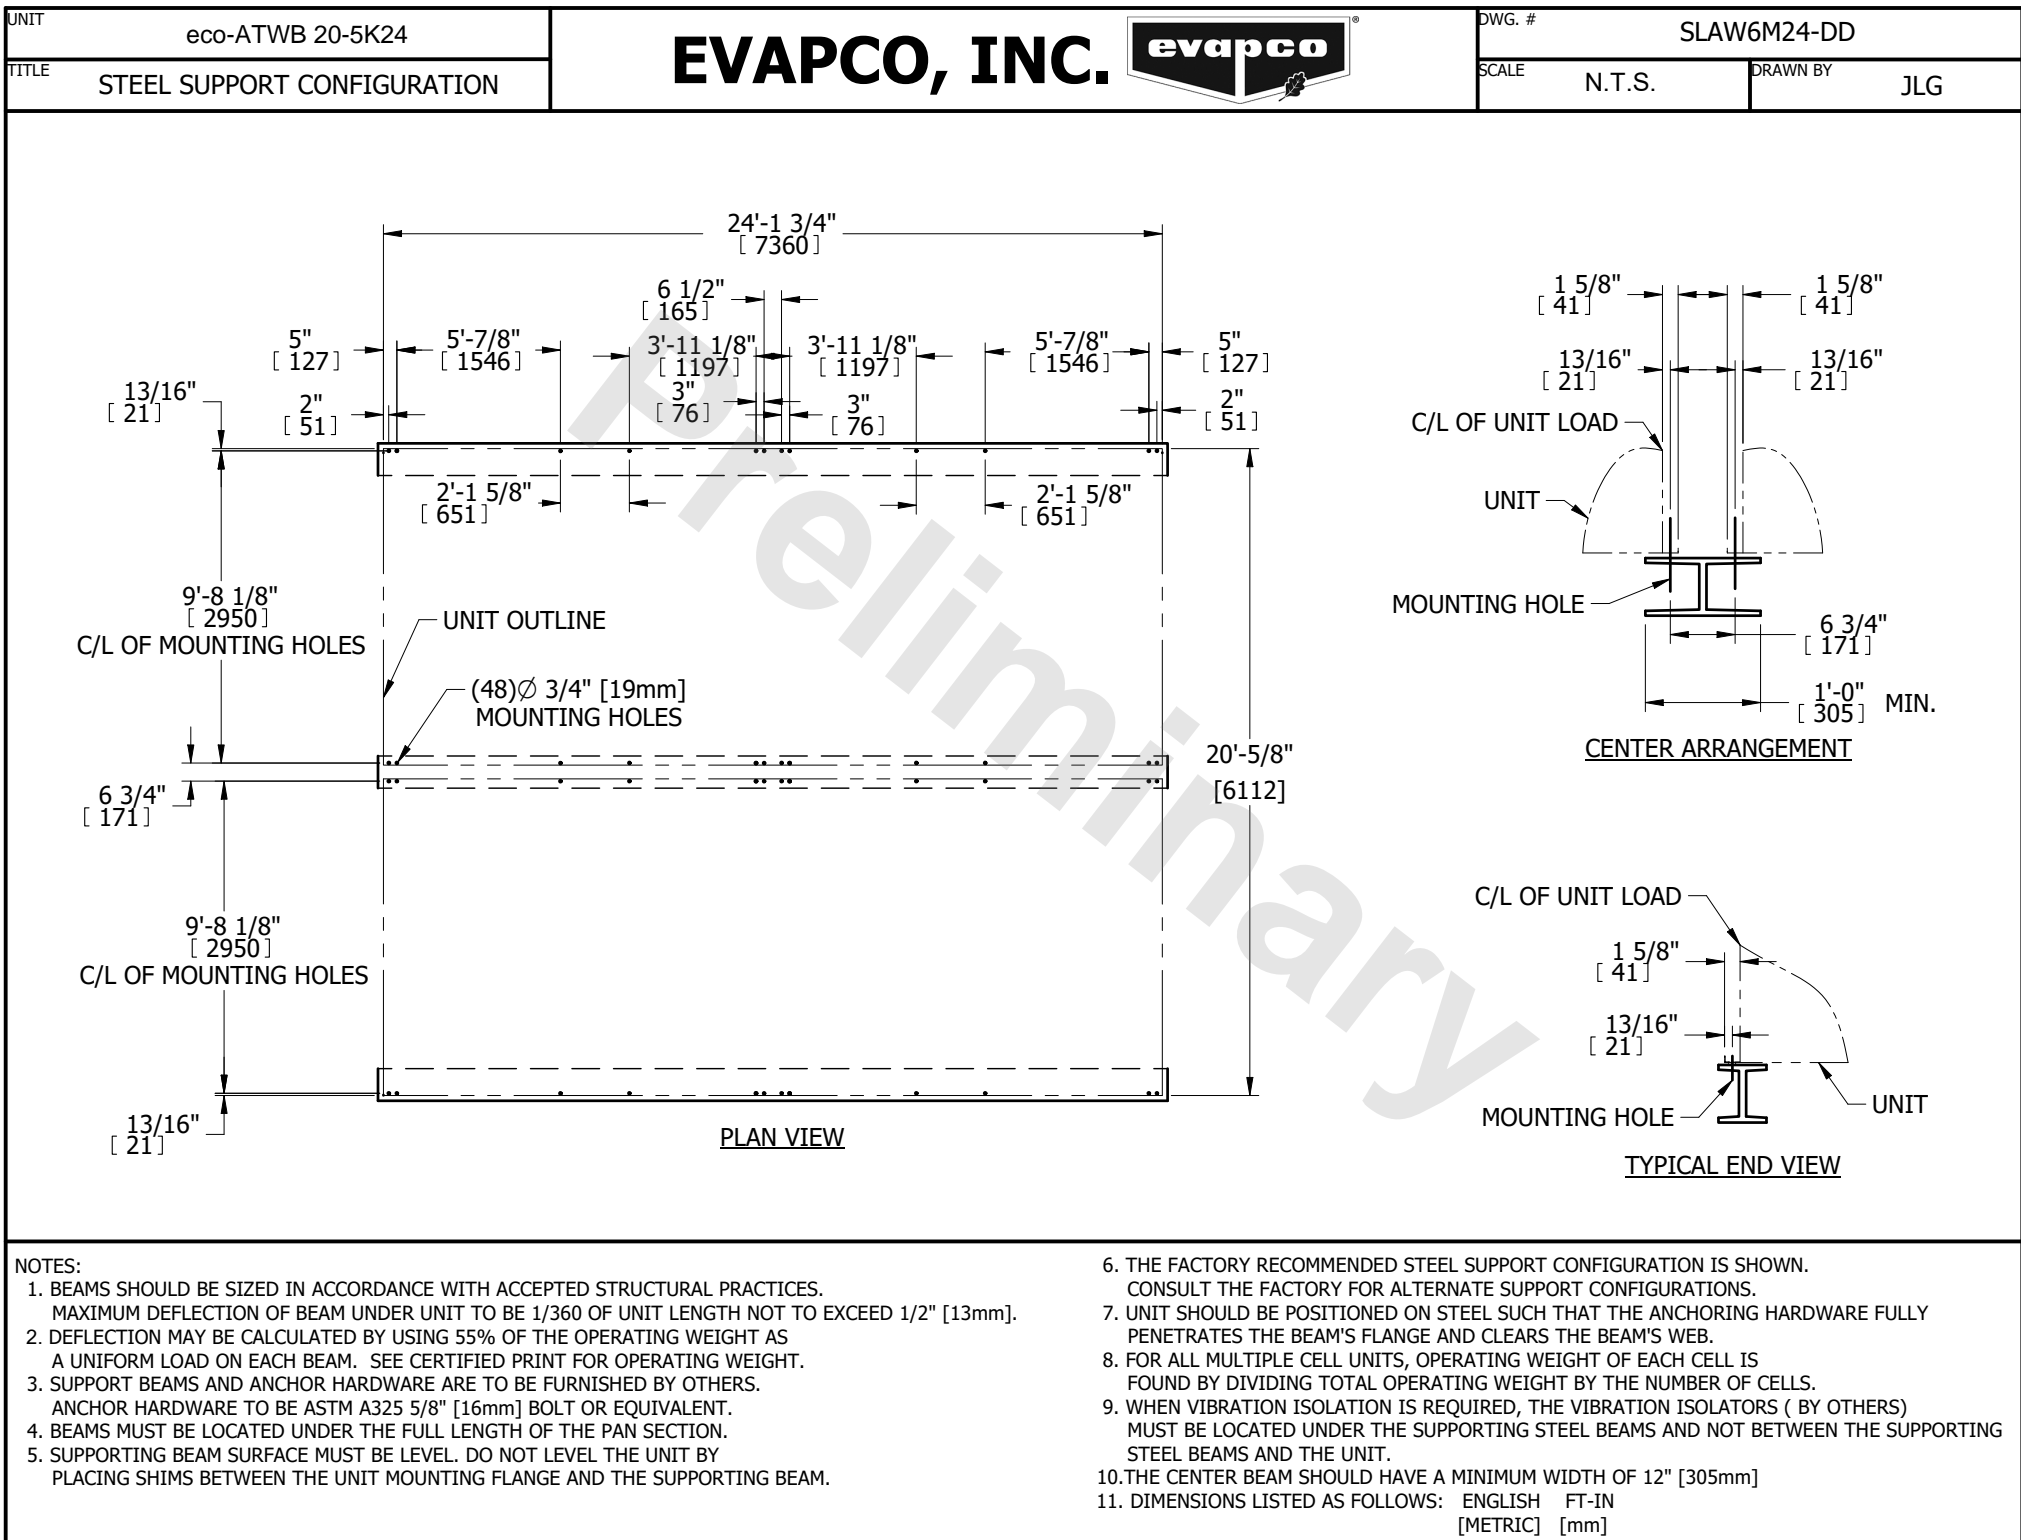 UNIT
eco-ATWB 20-5K24
TITLE
STEEL SUPPORT CONFIGURATION
EVAPCO, INC.
evapco
®
DWG. #
SLAW6M24-DD
SCALE
N.T.S.
DRAWN BY
JLG
24'-1 3/4"
[ 7360]
6 1/2"
[ 165]
5"
[ 127]
5'-7/8"
[ 1546]
3'-11 1/8"
[ 1197]
3'-11 1/8"
[ 1197]
5'-7/8"
[ 1546]
5"
[ 127]
13/16"
[ 21]
2"
[ 51]
3"
[ 76]
3"
[ 76]
2"
[ 51]
2'-1 5/8"
[ 651]
2'-1 5/8"
[ 651]
9'-8 1/8"
[ 2950]
C/L OF MOUNTING HOLES
UNIT OUTLINE
(48)Ø 3/4" [19mm]
MOUNTING HOLES
6 3/4"
[ 171]
20'-5/8"
[6112]
9'-8 1/8"
[ 2950]
C/L OF MOUNTING HOLES
13/16"
[ 21]
PLAN VIEW
Preliminary
1 5/8"
[ 41]
1 5/8"
[ 41]
13/16"
[ 21]
13/16"
[ 21]
C/L OF UNIT LOAD
UNIT
MOUNTING HOLE
6 3/4"
[ 171]
1'-0"
[ 305]
MIN.
CENTER ARRANGEMENT
C/L OF UNIT LOAD
1 5/8"
[ 41]
13/16"
[ 21]
MOUNTING HOLE
UNIT
TYPICAL END VIEW
NOTES:
1. BEAMS SHOULD BE SIZED IN ACCORDANCE WITH ACCEPTED STRUCTURAL PRACTICES.
MAXIMUM DEFLECTION OF BEAM UNDER UNIT TO BE 1/360 OF UNIT LENGTH NOT TO EXCEED 1/2" [13mm].
2. DEFLECTION MAY BE CALCULATED BY USING 55% OF THE OPERATING WEIGHT AS
A UNIFORM LOAD ON EACH BEAM. SEE CERTIFIED PRINT FOR OPERATING WEIGHT.
3. SUPPORT BEAMS AND ANCHOR HARDWARE ARE TO BE FURNISHED BY OTHERS.
ANCHOR HARDWARE TO BE ASTM A325 5/8" [16mm] BOLT OR EQUIVALENT.
4. BEAMS MUST BE LOCATED UNDER THE FULL LENGTH OF THE PAN SECTION.
5. SUPPORTING BEAM SURFACE MUST BE LEVEL. DO NOT LEVEL THE UNIT BY
PLACING SHIMS BETWEEN THE UNIT MOUNTING FLANGE AND THE SUPPORTING BEAM.
6. THE FACTORY RECOMMENDED STEEL SUPPORT CONFIGURATION IS SHOWN.
CONSULT THE FACTORY FOR ALTERNATE SUPPORT CONFIGURATIONS.
7. UNIT SHOULD BE POSITIONED ON STEEL SUCH THAT THE ANCHORING HARDWARE FULLY
PENETRATES THE BEAM'S FLANGE AND CLEARS THE BEAM'S WEB.
8. FOR ALL MULTIPLE CELL UNITS, OPERATING WEIGHT OF EACH CELL IS
FOUND BY DIVIDING TOTAL OPERATING WEIGHT BY THE NUMBER OF CELLS.
9. WHEN VIBRATION ISOLATION IS REQUIRED, THE VIBRATION ISOLATORS ( BY OTHERS)
MUST BE LOCATED UNDER THE SUPPORTING STEEL BEAMS AND NOT BETWEEN THE SUPPORTING
STEEL BEAMS AND THE UNIT.
10.THE CENTER BEAM SHOULD HAVE A MINIMUM WIDTH OF 12" [305mm]
11. DIMENSIONS LISTED AS FOLLOWS: ENGLISH FT-IN
[METRIC] [mm]